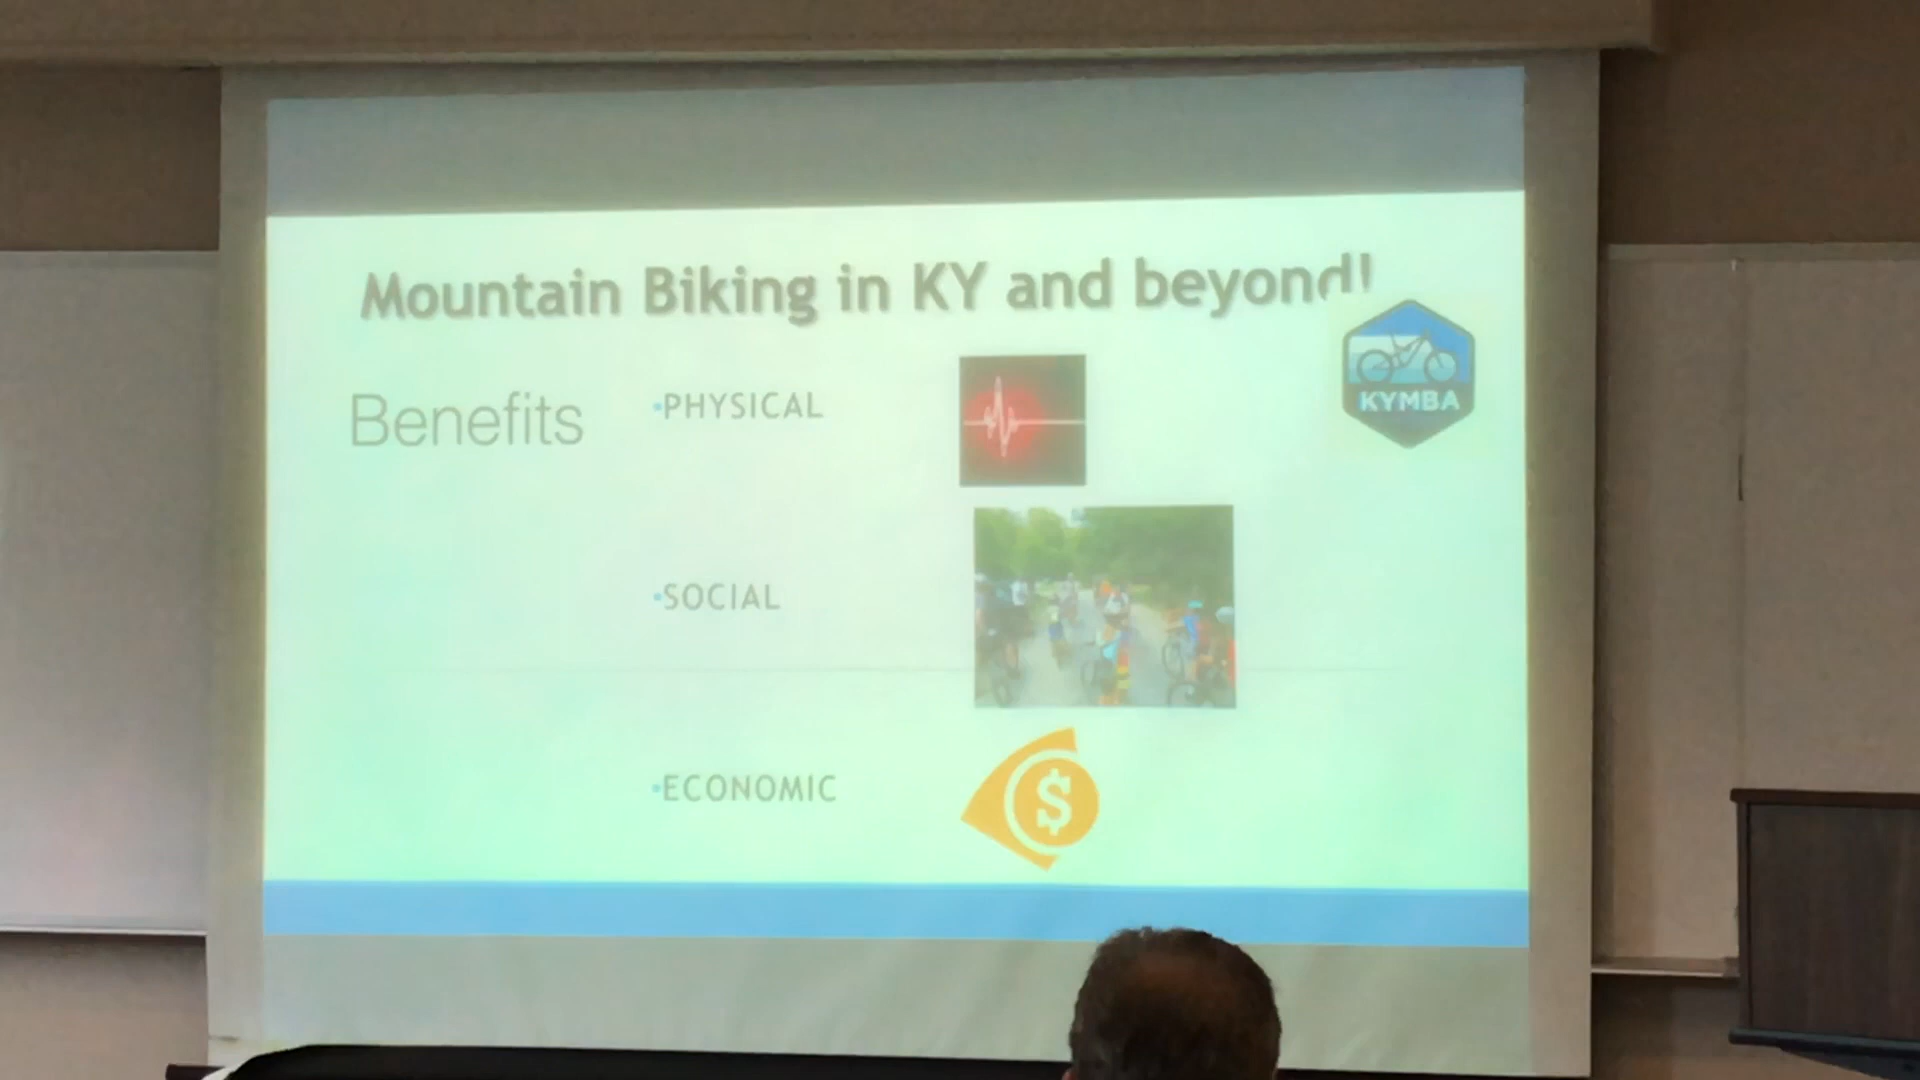 Mountain Biking in KY and beyond!
KYMBA
Benefits
•PHYSICAL
•SOCIAL
•ECONOMIC
$